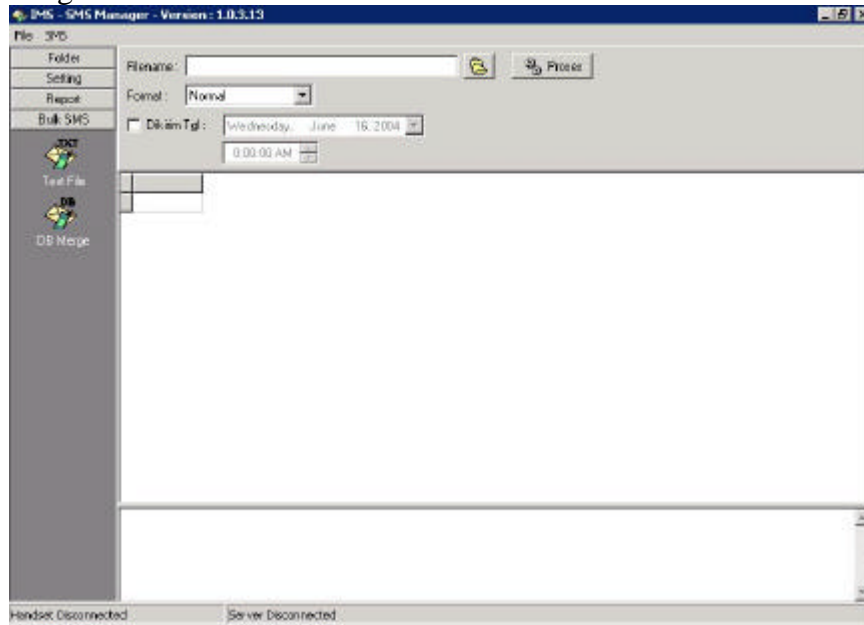 IMS - SMS Manager - Version : 1.0.3.13
File SMS
Folder
Setting
Report
Bulk SMS
TXT
Text File
DB
DB Merge
Filename :
Proses
Format : Normal
Dikirim Tgl : Wednesday, June 16, 2004
0:00:00 AM
Handset Disconnected Server Disconnected